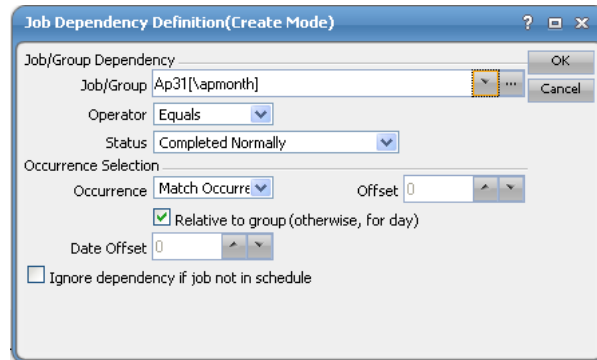 Job Dependency Definition(Create Mode) ?
Job/Group Dependency OK
Job/Group Ap31[\apmonth] ... Cancel
Operator Equals
Status Completed Normally
Occurrence Selection
Occurrence Match Occurre Offset 0
Relative to group (otherwise, for day)
Date Offset 0
Ignore dependency if job not in schedule